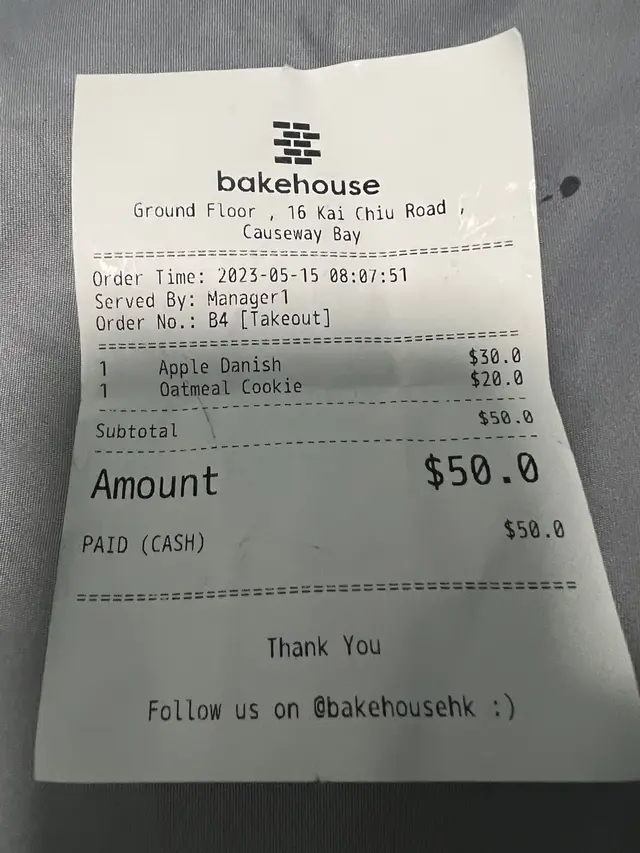 bakehouse
Ground Floor , 16 Kai Chiu Road ,
Causeway Bay
================================================
Order Time: 2023-05-15 08:07:51
Served By: Manager1
Order No.: B4 [Takeout]
================================================
1 Apple Danish $30.0
1 Oatmeal Cookie $20.0
------------------------------------------------
Subtotal $50.0
------------------------------------------------
Amount $50.0
PAID (CASH) $50.0
================================================
Thank You
Follow us on @bakehousehk :)